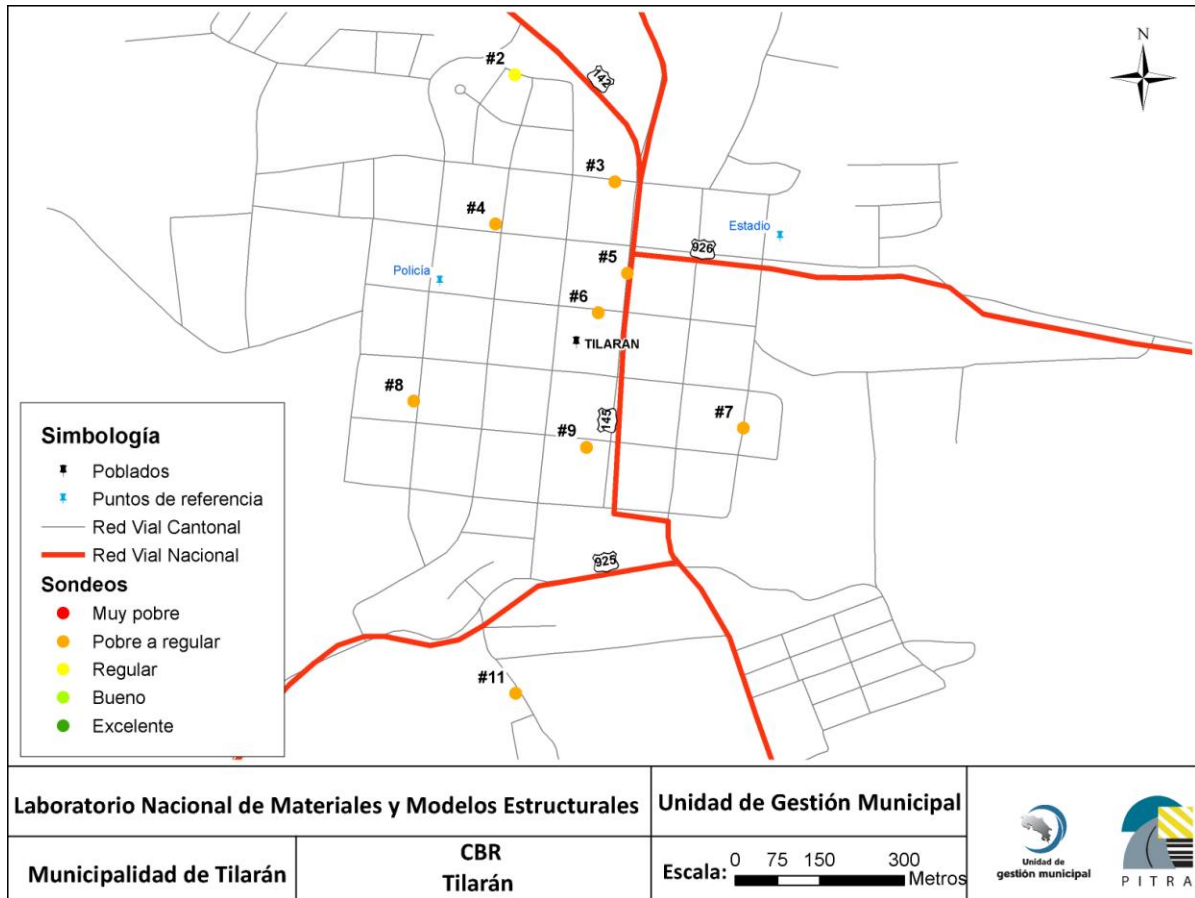 N
#2
142
#3
#4
Estadio
926
#5
Policía
#6
TILARAN
#8
#7
145
#9
925
#11
Simbología
Poblados
Puntos de referencia
Red Vial Cantonal
Red Vial Nacional
Sondeos
Muy pobre
Pobre a regular
Regular
Bueno
Excelente
Laboratorio Nacional de Materiales y Modelos Estructurales
Unidad de Gestión Municipal
Municipalidad de Tilarán
CBR
Tilarán
Escala: 0 75 150 300
Metros
Unidad de
gestión municipal
PITRA